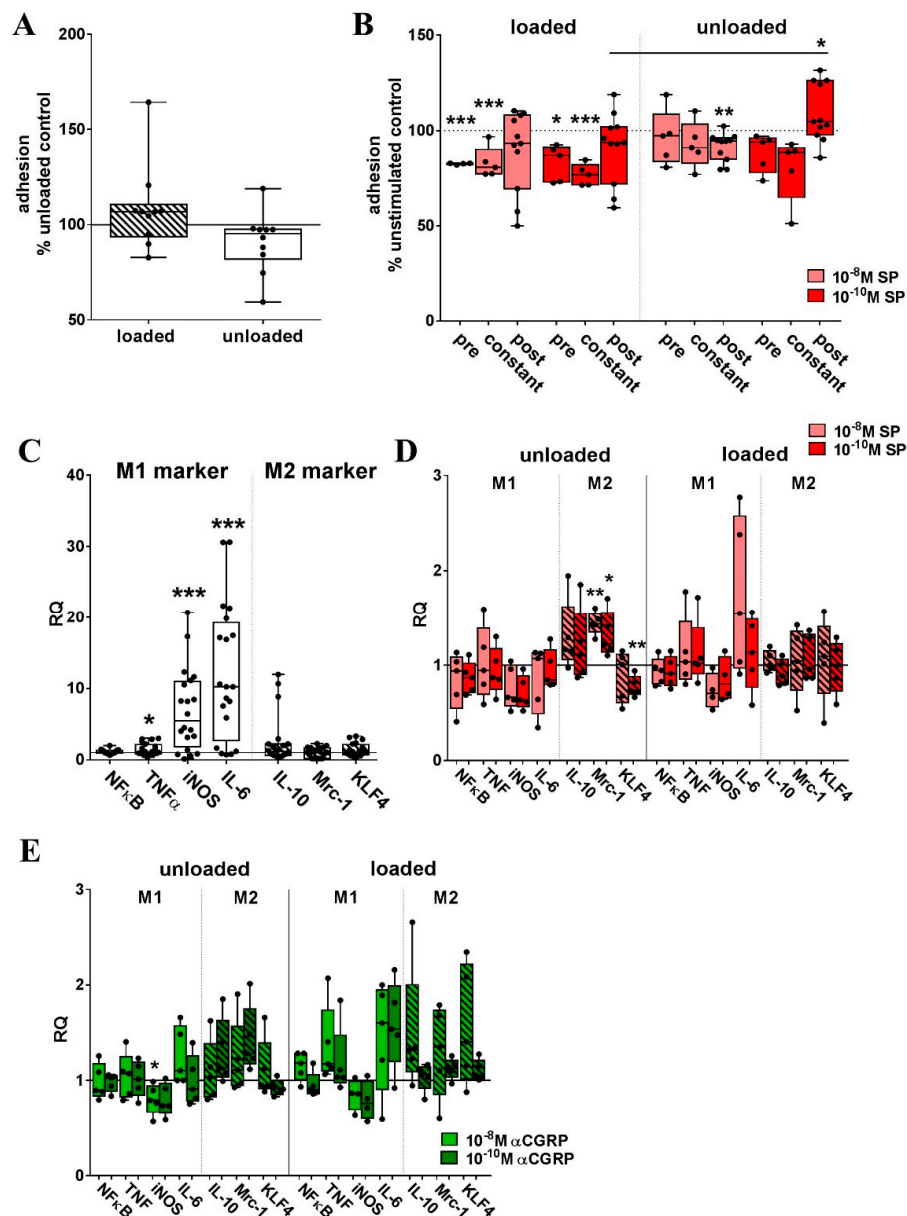 A
200
150
100
50
adhesion
% unloaded control
loaded
unloaded
B
loaded
unloaded
150
100
50
0
adhesion
% unstimulated control
***
***
*
***
**
*
10-8M SP
10-10M SP
pre
constant
post
pre
constant
post
pre
constant
post
pre
constant
post
C
M1 marker
M2 marker
40
30
20
10
0
RQ
*
***
***
NFκB
TNFα
iNOS
IL-6
IL-10
Mrc-1
KLF4
D
10-8M SP
10-10M SP
unloaded
loaded
M1
M2
M1
M2
3
2
1
0
RQ
**
*
**
NFκB
TNF
iNOS
IL-6
IL-10
Mrc-1
KLF4
NFκB
TNF
iNOS
IL-6
IL-10
Mrc-1
KLF4
E
unloaded
loaded
M1
M2
M1
M2
3
2
1
0
RQ
*
10-8M αCGRP
10-10M αCGRP
NFκB
TNF
iNOS
IL-6
IL-10
Mrc-1
KLF4
NFκB
TNF
iNOS
IL-6
IL-10
Mrc-1
KLF4